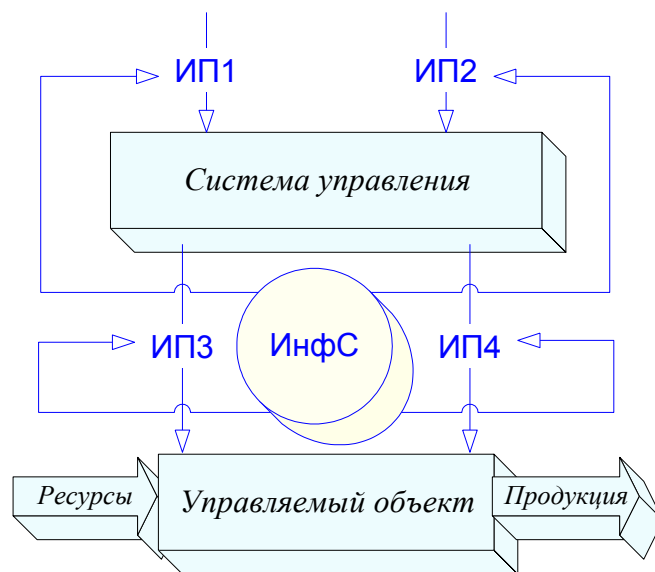 ИП1
ИП2
Система управления
ИП3
ИнфС
ИП4
Ресурсы
Управляемый объект
Продукция